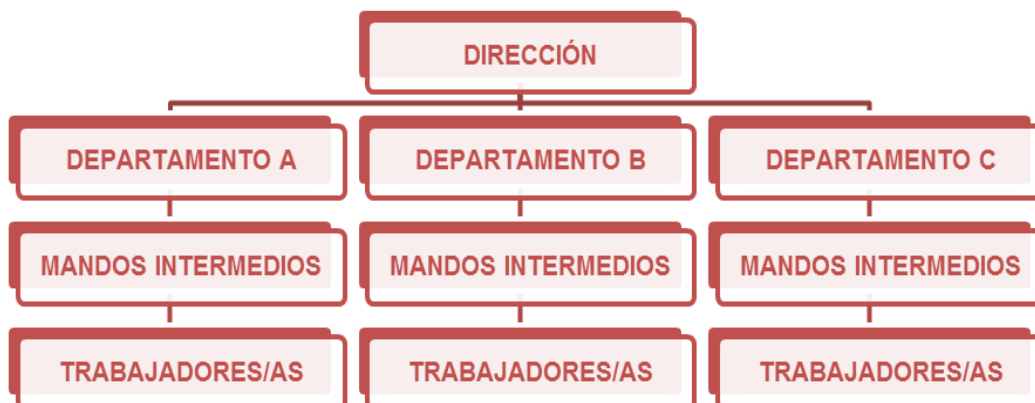 DIRECCIÓN
DEPARTAMENTO A
DEPARTAMENTO B
DEPARTAMENTO C
MANDOS INTERMEDIOS
MANDOS INTERMEDIOS
MANDOS INTERMEDIOS
TRABAJADORES/AS
TRABAJADORES/AS
TRABAJADORES/AS